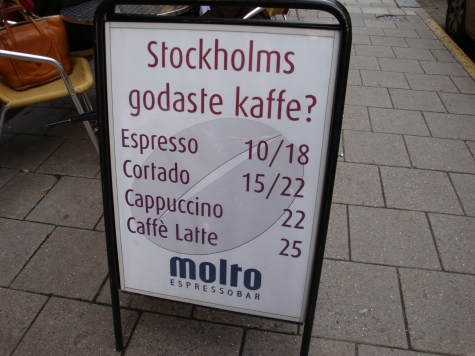 Stockholms
godaste kaffe?
Espresso 10/18
Cortado 15/22
Cappuccino 22
Caffè Latte 25
molto
ESPRESSOBAR